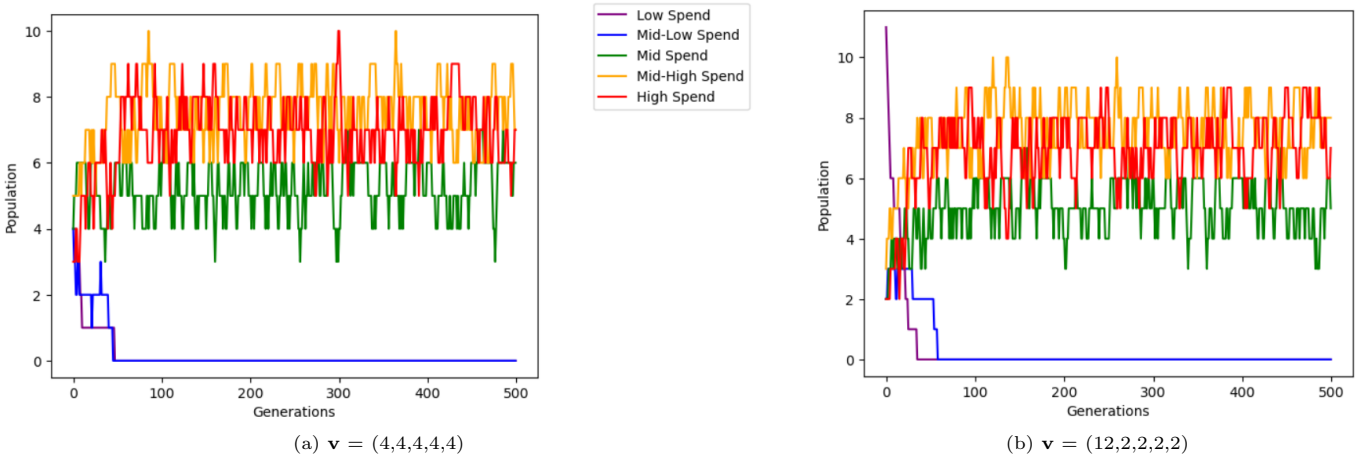 10
8
6
4
2
0
Population
0
100
200
300
400
500
Generations
(a) v = (4,4,4,4,4)
Low Spend
Mid-Low Spend
Mid Spend
Mid-High Spend
High Spend
10
8
6
4
2
0
Population
0
100
200
300
400
500
Generations
(b) v = (12,2,2,2,2)